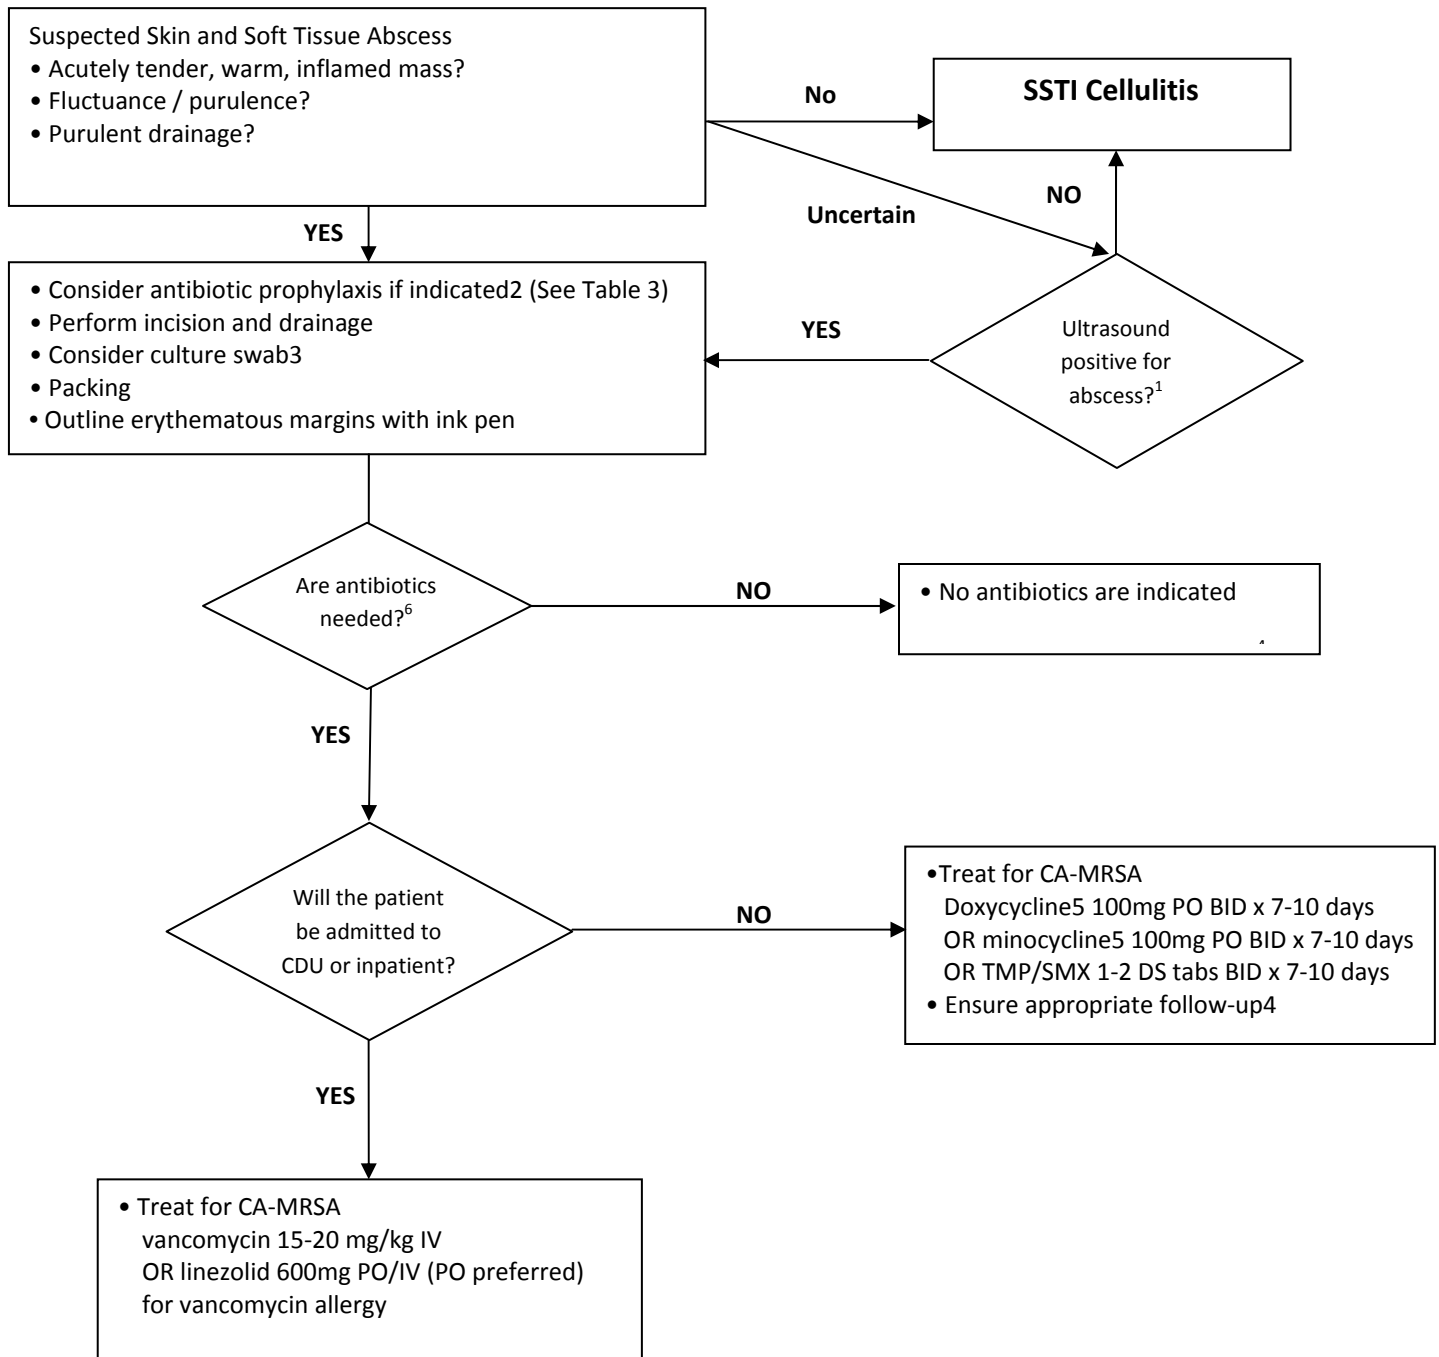 Suspected Skin and Soft Tissue Abscess
• Acutely tender, warm, inflamed mass?
• Fluctuance / purulence?
• Purulent drainage?
No
SSTI Cellulitis
NO
Uncertain
YES
• Consider antibiotic prophylaxis if indicated2 (See Table 3)
• Perform incision and drainage
• Consider culture swab3
• Packing
• Outline erythematous margins with ink pen
YES
Ultrasound
positive for
abscess?¹
Are antibiotics
needed?⁶
NO
• No antibiotics are indicated
YES
Will the patient
be admitted to
CDU or inpatient?
NO
•Treat for CA-MRSA
Doxycycline5 100mg PO BID x 7-10 days
OR minocycline5 100mg PO BID x 7-10 days
OR TMP/SMX 1-2 DS tabs BID x 7-10 days
• Ensure appropriate follow-up4
YES
• Treat for CA-MRSA
vancomycin 15-20 mg/kg IV
OR linezolid 600mg PO/IV (PO preferred)
for vancomycin allergy